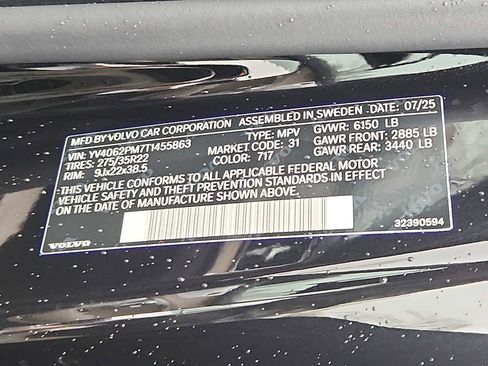 MFD BY VOLVO CAR CORPORATION ASSEMBLED IN SWEDEN DATE: 07/25
VIN: YV4062PM7T1455863 TYPE: MPV GVWR: 6150 LB
TIRES: 275/35R22 MARKET CODE: 31 GAWR FRONT: 2885 LB
RIM: 9Jx22x38.5 COLOR: 717 GAWR REAR: 3440 LB
THIS VEHICLE CONFORMS TO ALL APPLICABLE FEDERAL MOTOR
VEHICLE SAFETY AND THEFT PREVENTION STANDARDS IN EFFECT
ON THE DATE OF MANUFACTURE SHOWN ABOVE.
32390594
VOLVO